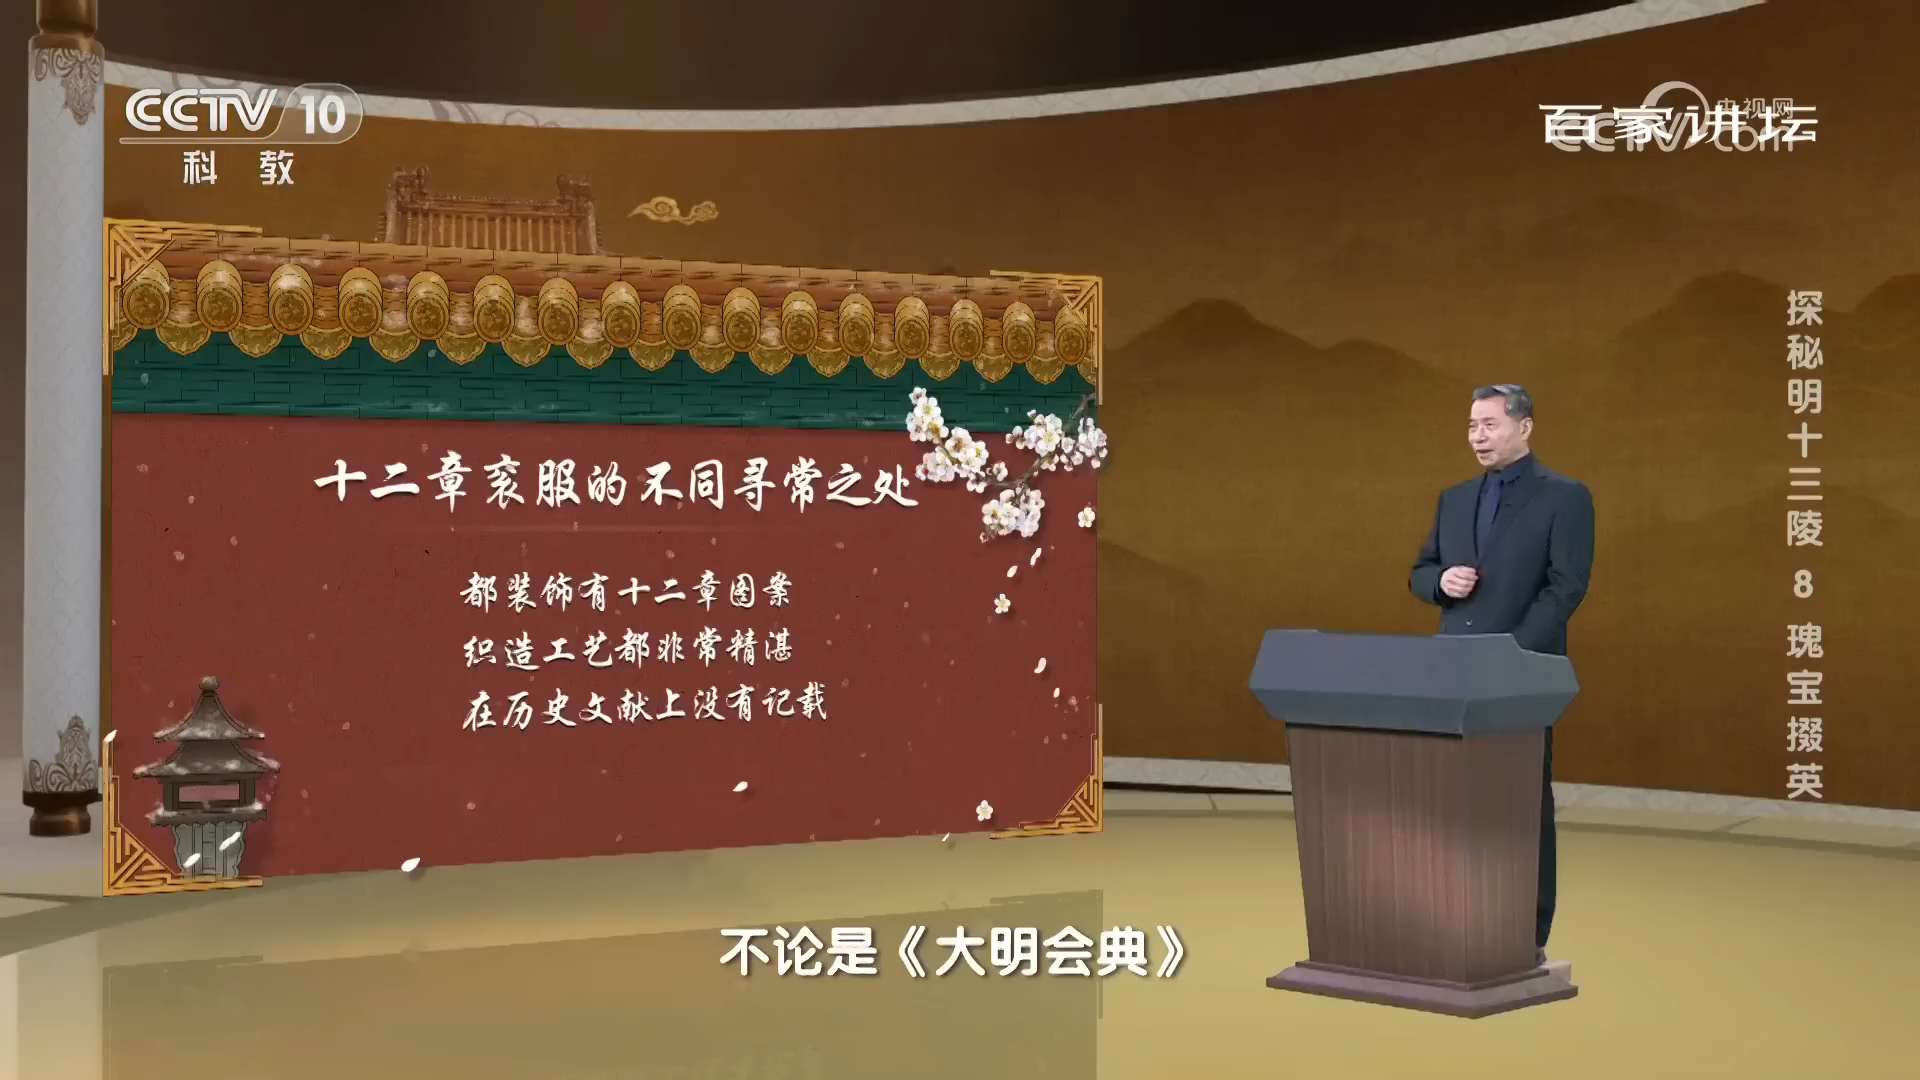 CCTV 10
科 教
百家讲坛
央视网
CCTV.com
十二章衮服的不同寻常之处
都装饰有十二章图案
织造工艺都非常精湛
在历史文献上没有记载
探秘明十三陵 8 瑰宝掇英
不论是《大明会典》